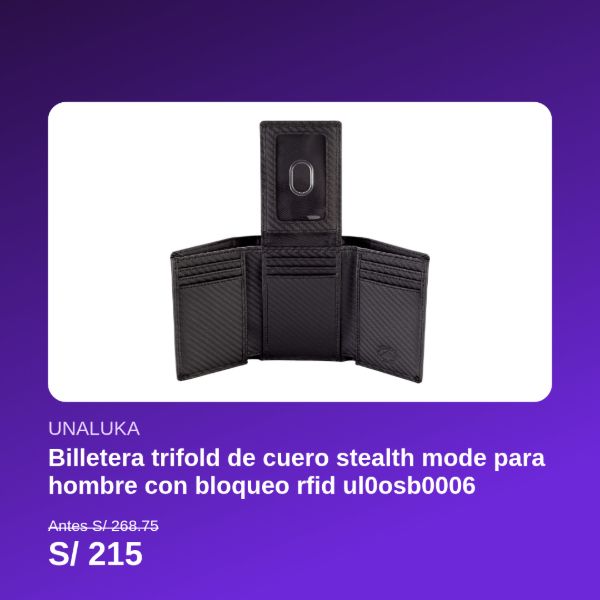 UNALUKA
Billetera trifold de cuero stealth mode para
hombre con bloqueo rfid ul0osb0006
Antes S/ 268.75
S/ 215